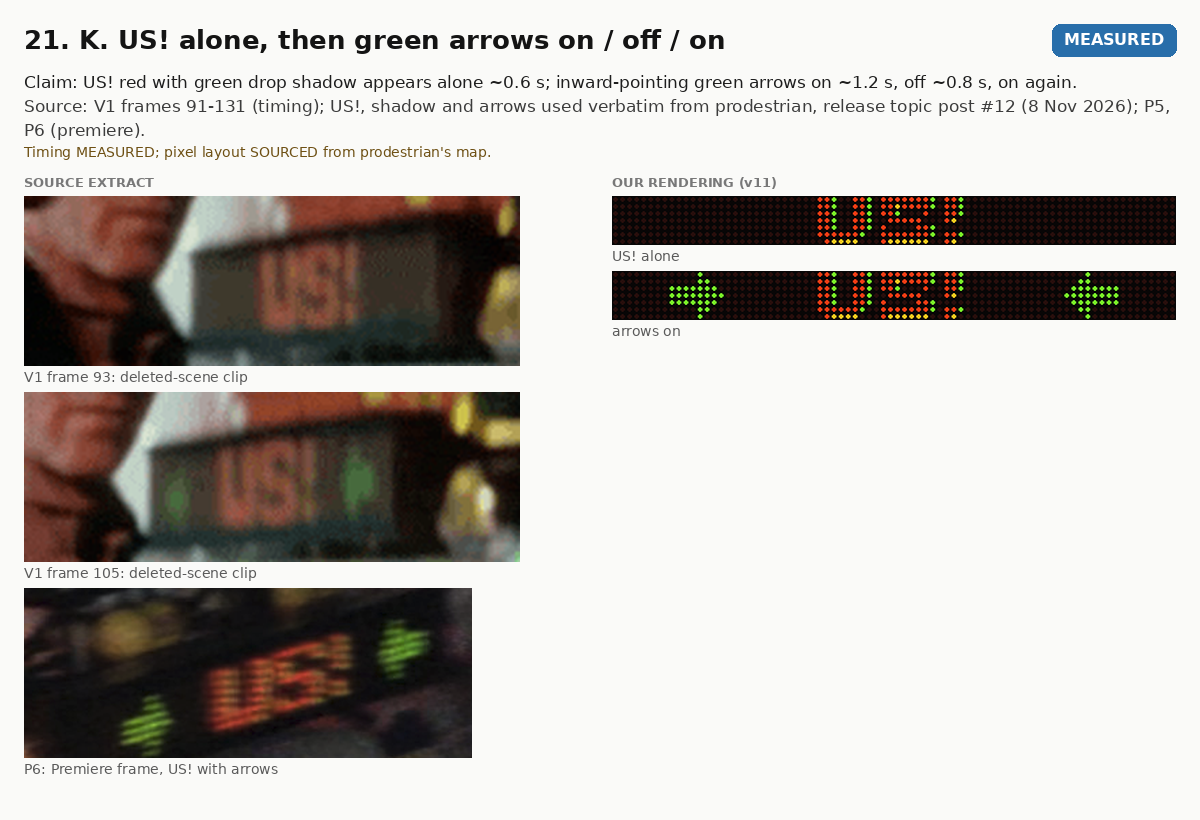 21. K. US! alone, then green arrows on / off / on
MEASURED
Claim: US! red with green drop shadow appears alone ~0.6 s; inward-pointing green arrows on ~1.2 s, off ~0.8 s, on again.
Source: V1 frames 91-131 (timing); US!, shadow and arrows used verbatim from prodestrian, release topic post #12 (8 Nov 2026); P5,
P6 (premiere).
Timing MEASURED; pixel layout SOURCED from prodestrian's map.
SOURCE EXTRACT
US!
V1 frame 93: deleted-scene clip
US!
V1 frame 105: deleted-scene clip
US!
P6: Premiere frame, US! with arrows
OUR RENDERING (v11)
US!
US! alone
US!
arrows on